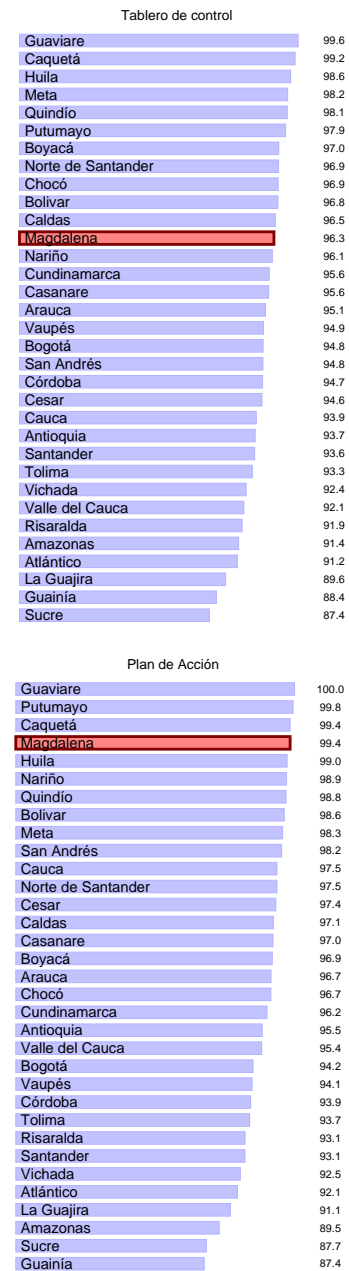 Tablero de control
Guaviare 99.6
Caquetá 99.2
Huila 98.6
Meta 98.2
Quindío 98.1
Putumayo 97.9
Boyacá 97.0
Norte de Santander 96.9
Chocó 96.9
Bolivar 96.8
Caldas 96.5
Magdalena 96.3
Nariño 96.1
Cundinamarca 95.6
Casanare 95.6
Arauca 95.1
Vaupés 94.9
Bogotá 94.8
San Andrés 94.8
Córdoba 94.7
Cesar 94.6
Cauca 93.9
Antioquia 93.7
Santander 93.6
Tolima 93.3
Vichada 92.4
Valle del Cauca 92.1
Risaralda 91.9
Amazonas 91.4
Atlántico 91.2
La Guajira 89.6
Guainía 88.4
Sucre 87.4
Plan de Acción
Guaviare 100.0
Putumayo 99.8
Caquetá 99.4
Magdalena 99.4
Huila 99.0
Nariño 98.9
Quindío 98.8
Bolivar 98.6
Meta 98.3
San Andrés 98.2
Cauca 97.5
Norte de Santander 97.5
Cesar 97.4
Caldas 97.1
Casanare 97.0
Boyacá 96.9
Arauca 96.7
Chocó 96.7
Cundinamarca 96.2
Antioquia 95.5
Valle del Cauca 95.4
Bogotá 94.2
Vaupés 94.1
Córdoba 93.9
Tolima 93.7
Risaralda 93.1
Santander 93.1
Vichada 92.5
Atlántico 92.1
La Guajira 91.1
Amazonas 89.5
Sucre 87.7
Guainía 87.4